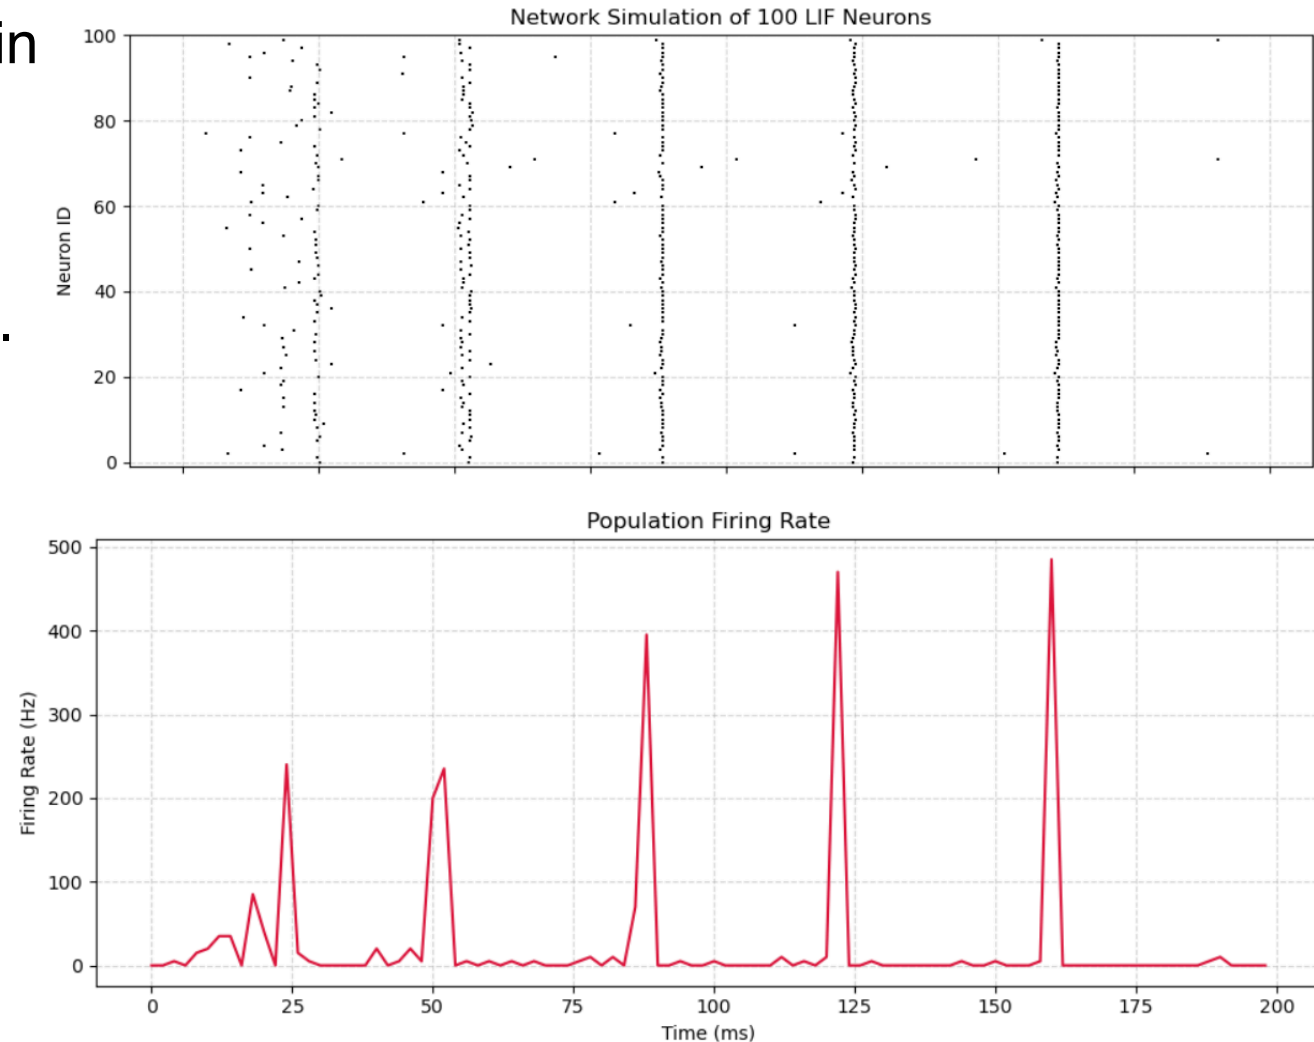 in
.
Network Simulation of 100 LIF Neurons
100
80
60
40
20
0
Neuron ID
Population Firing Rate
500
400
300
200
100
0
Firing Rate (Hz)
0 25 50 75 100 125 150 175 200
Time (ms)